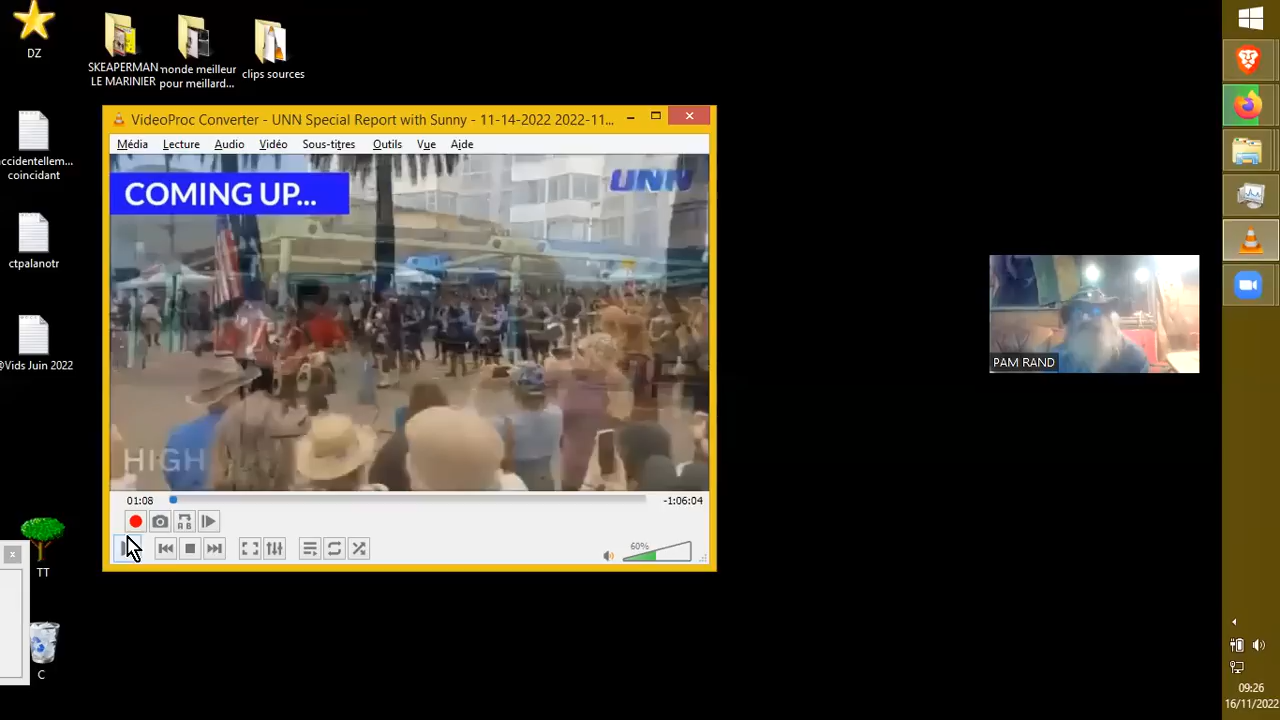 DZ
SKEAPERMAN
LE MARINIER
monde meilleur
pour meillard...
clips sources
VideoProc Converter - UNN Special Report with Sunny - 11-14-2022 2022-11...
Média Lecture Audio Vidéo Sous-titres Outils Vue Aide
COMING UP...
UNN
HIGH
ccidentellem...
coincidant
ctpalanotr
@Vids Juin 2022
PAM RAND
01:08
-1:06:04
A B
60%
TT
C
09:26
16/11/2022